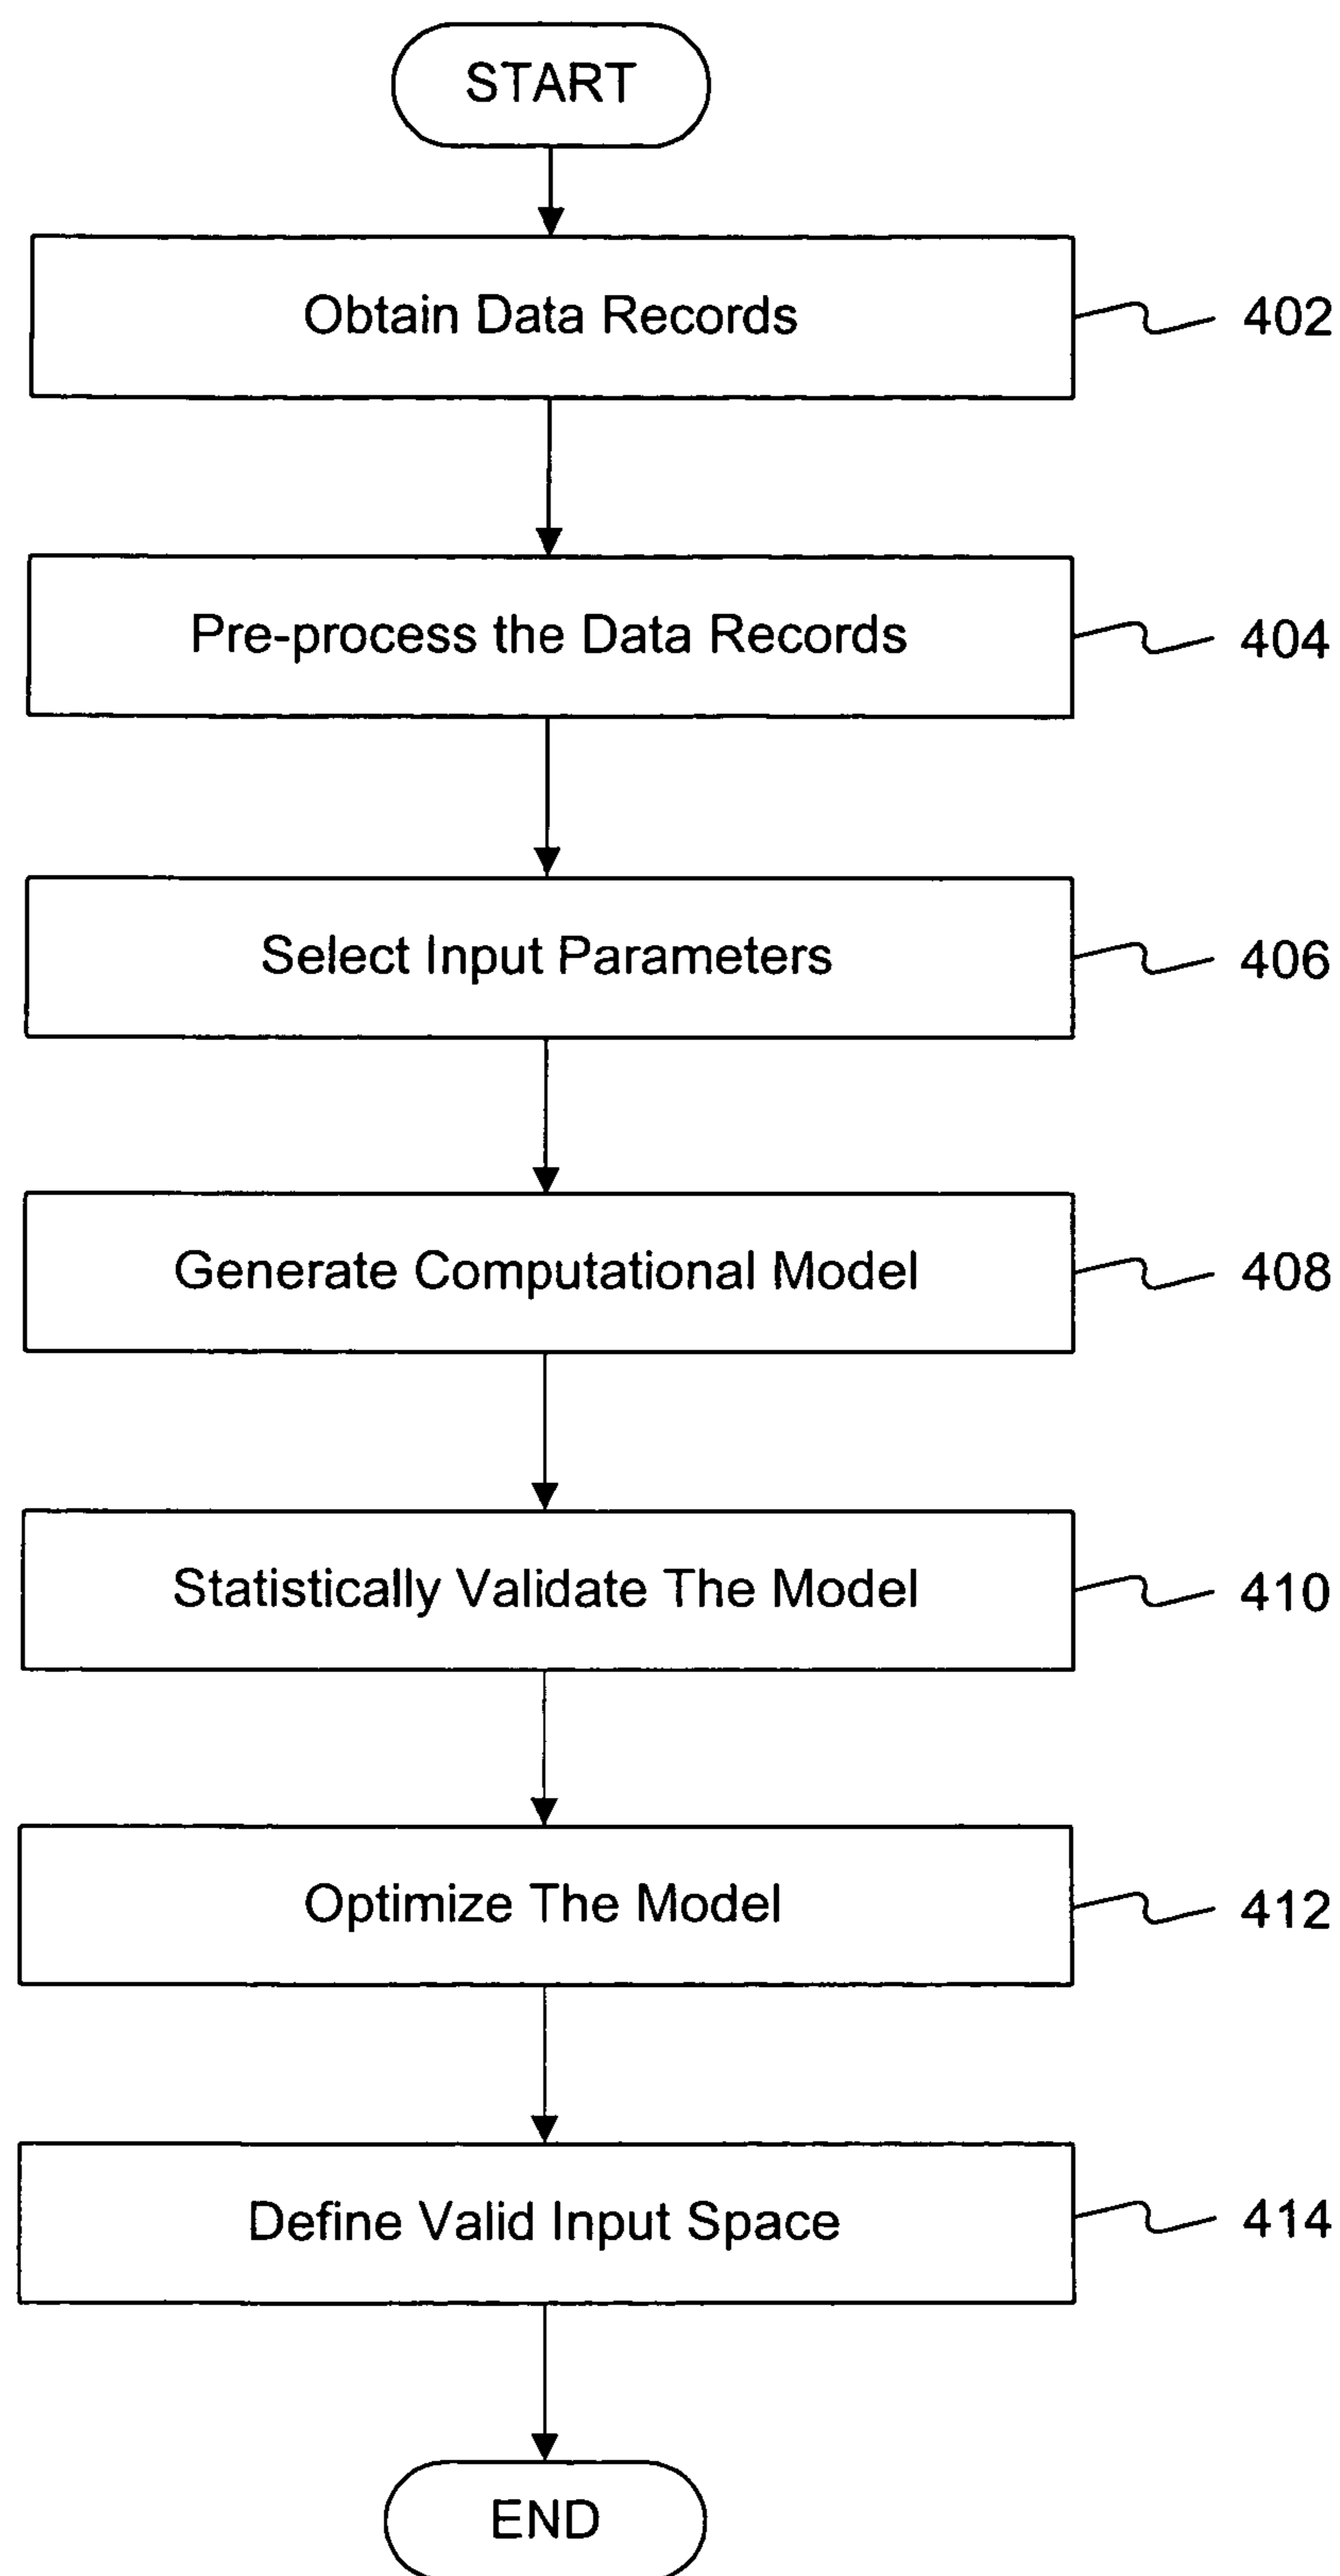 START
Obtain Data Records
402
Pre-process the Data Records
404
Select Input Parameters
406
Generate Computational Model
408
Statistically Validate The Model
410
Optimize The Model
412
Define Valid Input Space
414
END